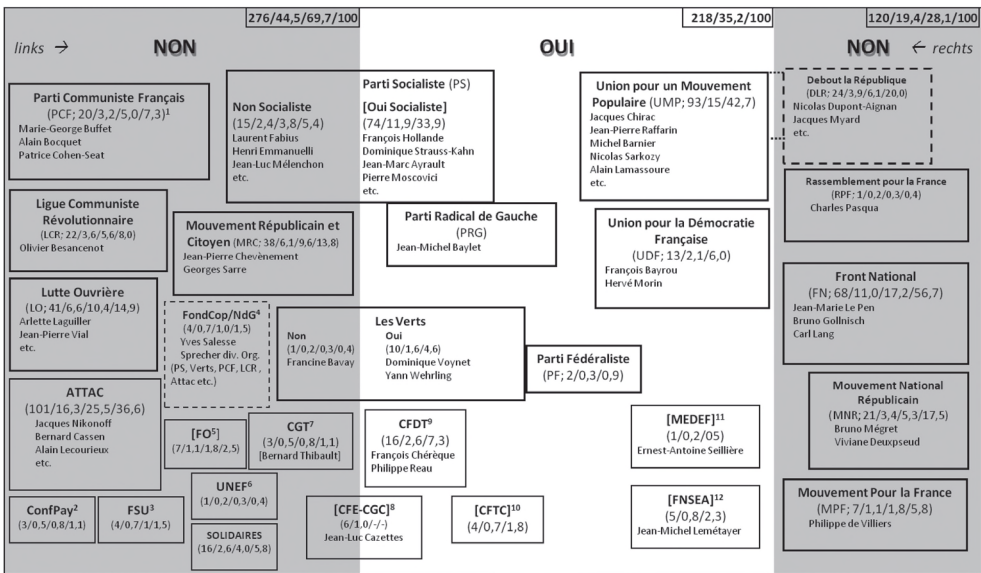 276/44,5/69,7/100
218/35,2/100
120/19,4/28,1/100
links →
NON
OUI
NON
← rechts
Parti Communiste Français
(PCF; 20/3,2/5,0/7,3)¹
Marie-George Buffet
Alain Bocquet
Patrice Cohen-Seat
Ligue Communiste
Révolutionnaire
(LCR; 22/3,6/5,6/8,0)
Olivier Besancenot
Lutte Ouvrière
(LO; 41/6,6/10,4/14,9)
Arlette Laguiller
Jean-Pierre Vial
etc.
ATTAC
(101/16,3/25,5/36,6)
Jacques Nikonoff
Bernard Cassen
Alain Lecourieux
etc.
ConfPay²
(3/0,5/0,8/1,1)
FSU³
(4/0,7/1,1/1,5)
Parti Socialiste (PS)
Non Socialiste
(15/2,4/3,8/5,4)
Laurent Fabius
Henri Emmanuelli
Jean-Luc Mélenchon
etc.
[Oui Socialiste]
(74/11,9/33,9)
François Hollande
Dominique Strauss-Kahn
Jean-Marc Ayrault
Pierre Moscovici
etc.
Mouvement Républicain et
Citoyen (MRC; 38/6,1/9,6/13,8)
Jean-Pierre Chevènement
Georges Sarre
Parti Radical de Gauche
(PRG)
Jean-Michel Baylet
FondCop/NdG⁴
(4/0,7/1,0/1,5)
Yves Salesse
Sprecher div. Org.
(PS, Verts, PCF, LCR ,
Attac etc.)
Les Verts
Non
(1/0,2/0,3/0,4)
Francine Bavay
Oui
(10/1,6/4,6)
Dominique Voynet
Yann Wehrling
Parti Fédéraliste
(PF; 2/0,3/0,9)
[FO⁵]
(7/1,1/1,8/2,5)
CGT⁷
(3/0,5/0,8/1,1)
[Bernard Thibault]
UNEF⁶
(1/0,2/0,3/0,4)
SOLIDAIRES
(16/2,6/4,0/5,8)
CFDT⁹
(16/2,6/7,3)
François Chérèque
Philippe Reau
[CFE-CGC]⁸
(6/1,0/-/-)
Jean-Luc Cazettes
[CFTC]¹⁰
(4/0,7/1,8)
Union pour un Mouvement
Populaire (UMP; 93/15/42,7)
Jacques Chirac
Jean-Pierre Raffarin
Michel Barnier
Nicolas Sarkozy
Alain Lamassoure
etc.
Union pour la Démocratie
Française
(UDF; 13/2,1/6,0)
François Bayrou
Hervé Morin
[MEDEF]¹¹
(1/0,2/05)
Ernest-Antoine Seillière
[FNSEA]¹²
(5/0,8/2,3)
Jean-Michel Lemétayer
Debout la République
(DLR; 24/3,9/6,1/20,0)
Nicolas Dupont-Aignan
Jacques Myard
etc.
Rassemblement pour la France
(RPF; 1/0,2/0,3/0,4)
Charles Pasqua
Front National
(FN; 68/11,0/17,2/56,7)
Jean-Marie Le Pen
Bruno Gollnisch
Carl Lang
Mouvement National
Républicain
(MNR; 21/3,4/5,3/17,5)
Bruno Mégret
Viviane Deuxpseud
Mouvement Pour la France
(MPF; 7/1,1/1,8/5,8)
Philippe de Villiers